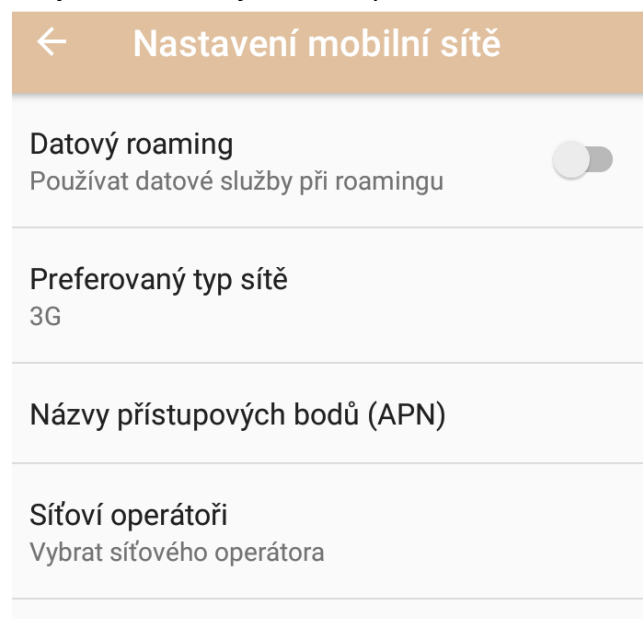 Nastavení mobilní sítě
Datový roaming
Používat datové služby při roamingu
Preferovaný typ sítě
3G
Názvy přístupových bodů (APN)
Síťoví operátoři
Vybrat síťového operátora